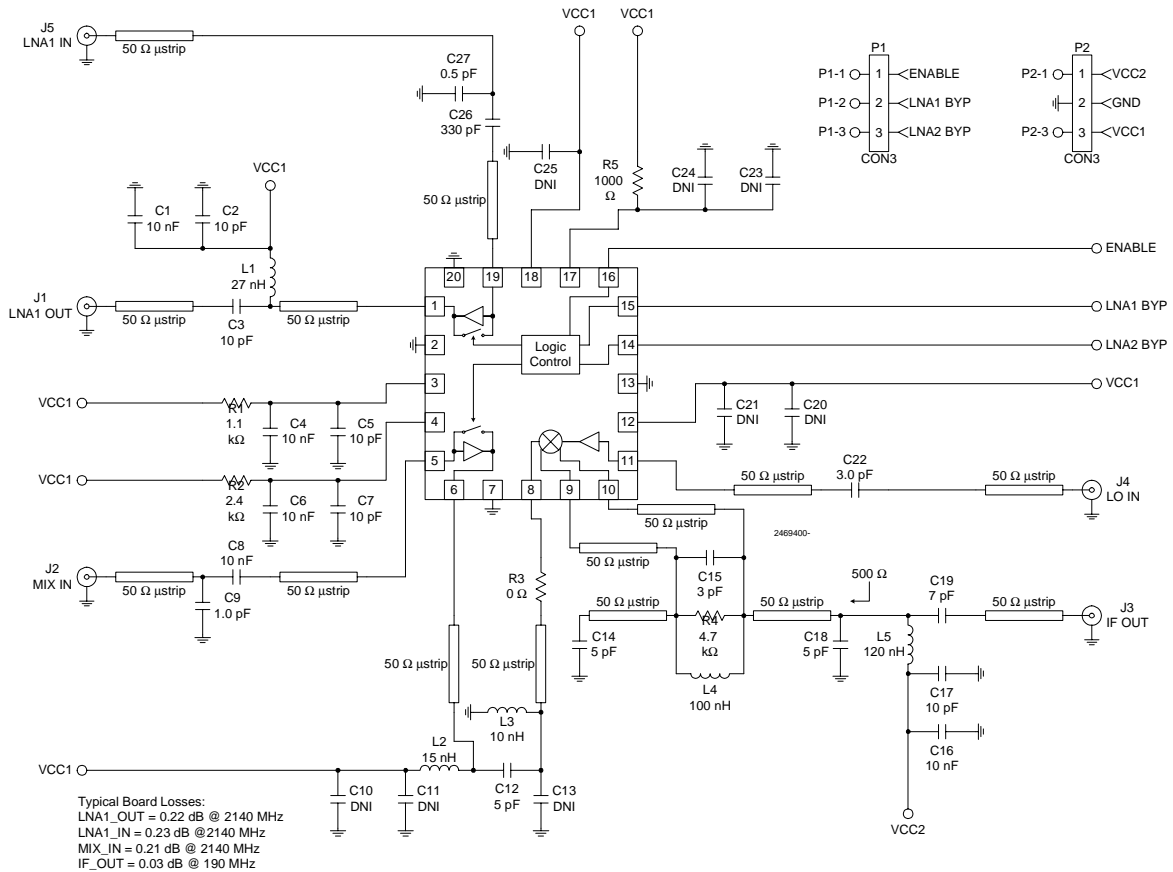 J5
LNA1 IN
50 Ω µstrip
C27
0.5 pF
C26
330 pF
50 Ω µstrip
VCC1
VCC1
C25
DNI
R5
1000
Ω
C24
DNI
C23
DNI
P1
P1-1
1
ENABLE
P1-2
2
LNA1 BYP
P1-3
3
LNA2 BYP
CON3
P2
P2-1
1
VCC2
2
GND
P2-3
3
VCC1
CON3
VCC1
C1
10 nF
C2
10 pF
L1
27 nH
J1
LNA1 OUT
50 Ω µstrip
C3
10 pF
50 Ω µstrip
20
19
18
17
16
ENABLE
1
15
LNA1 BYP
2
Logic
Control
14
LNA2 BYP
3
13
VCC1
4
12
5
11
6
7
8
9
10
VCC1
R1
1.1
kΩ
C4
10 nF
C5
10 pF
VCC1
R2
2.4
kΩ
C6
10 nF
C7
10 pF
C21
DNI
C20
DNI
50 Ω µstrip
C22
3.0 pF
50 Ω µstrip
J4
LO IN
J2
MIX IN
50 Ω µstrip
C8
10 nF
C9
1.0 pF
50 Ω µstrip
50 Ω µstrip
2469400-
50 Ω µstrip
C15
3 pF
R3
0 Ω
50 Ω µstrip
R4
4.7
kΩ
50 Ω µstrip
500 Ω
C19
7 pF
50 Ω µstrip
J3
IF OUT
C14
5 pF
C18
5 pF
L5
120 nH
L4
100 nH
C17
10 pF
C16
10 nF
VCC2
50 Ω µstrip
50 Ω µstrip
L3
10 nH
L2
15 nH
VCC1
C10
DNI
C11
DNI
C12
5 pF
C13
DNI
Typical Board Losses:
LNA1_OUT = 0.22 dB @ 2140 MHz
LNA1_IN = 0.23 dB @2140 MHz
MIX_IN = 0.21 dB @ 2140 MHz
IF_OUT = 0.03 dB @ 190 MHz